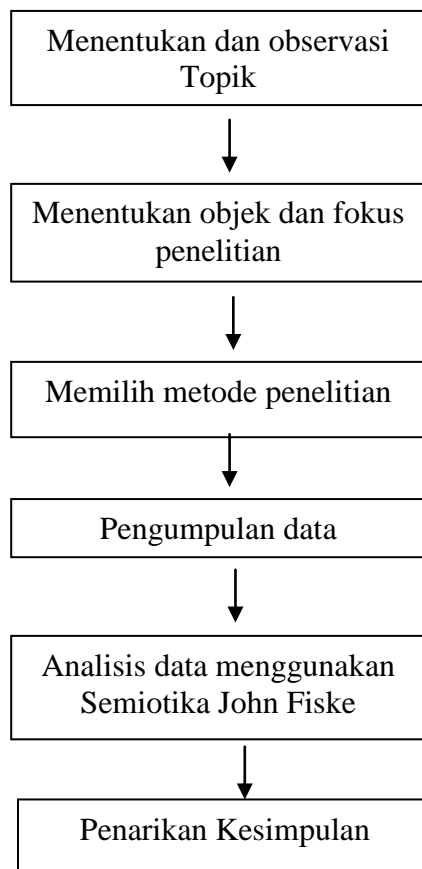 Menentukan dan observasi
Topik
Menentukan objek dan fokus
penelitian
Memilih metode penelitian
Pengumpulan data
Analisis data menggunakan
Semiotika John Fiske
Penarikan Kesimpulan